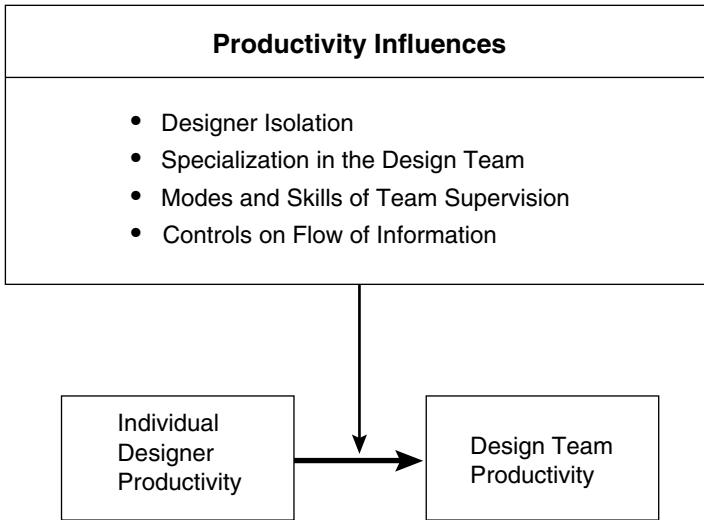 Productivity Influences
• Designer Isolation
• Specialization in the Design Team
• Modes and Skills of Team Supervision
• Controls on Flow of Information
Individual
Designer
Productivity
Design Team
Productivity